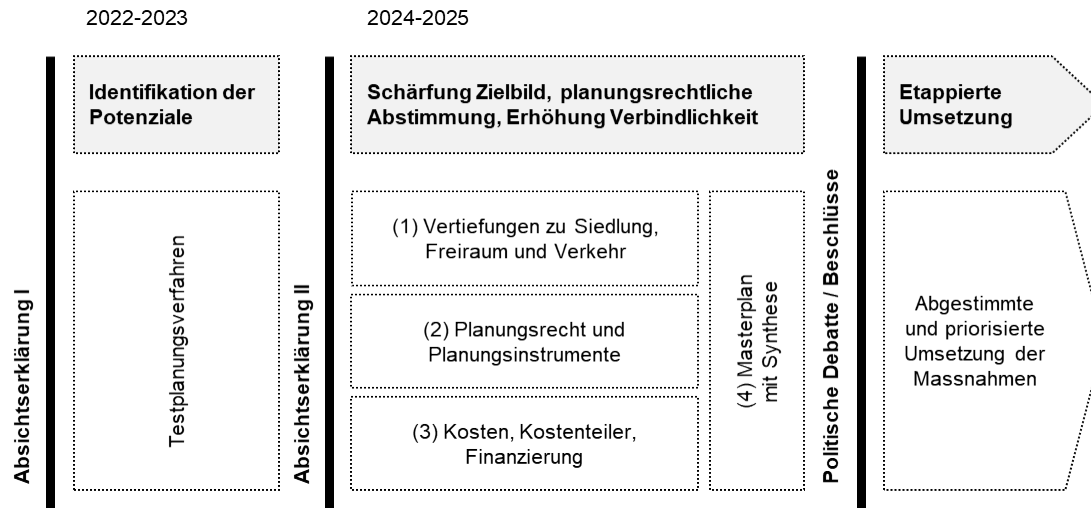 2022-2023
2024-2025
Identifikation der
Potenziale
Schärfung Zielbild, planungsrechtliche
Abstimmung, Erhöhung Verbindlichkeit
Etappierte
Umsetzung
Absichtserklärung I
Testplanungsverfahren
Absichtserklärung II
(1) Vertiefungen zu Siedlung,
Freiraum und Verkehr
(2) Planungsrecht und
Planungsinstrumente
(3) Kosten, Kostenteiler,
Finanzierung
(4) Masterplan
mit Synthese
Politische Debatte / Beschlüsse
Abgestimmte
und priorisierte
Umsetzung der
Massnahmen